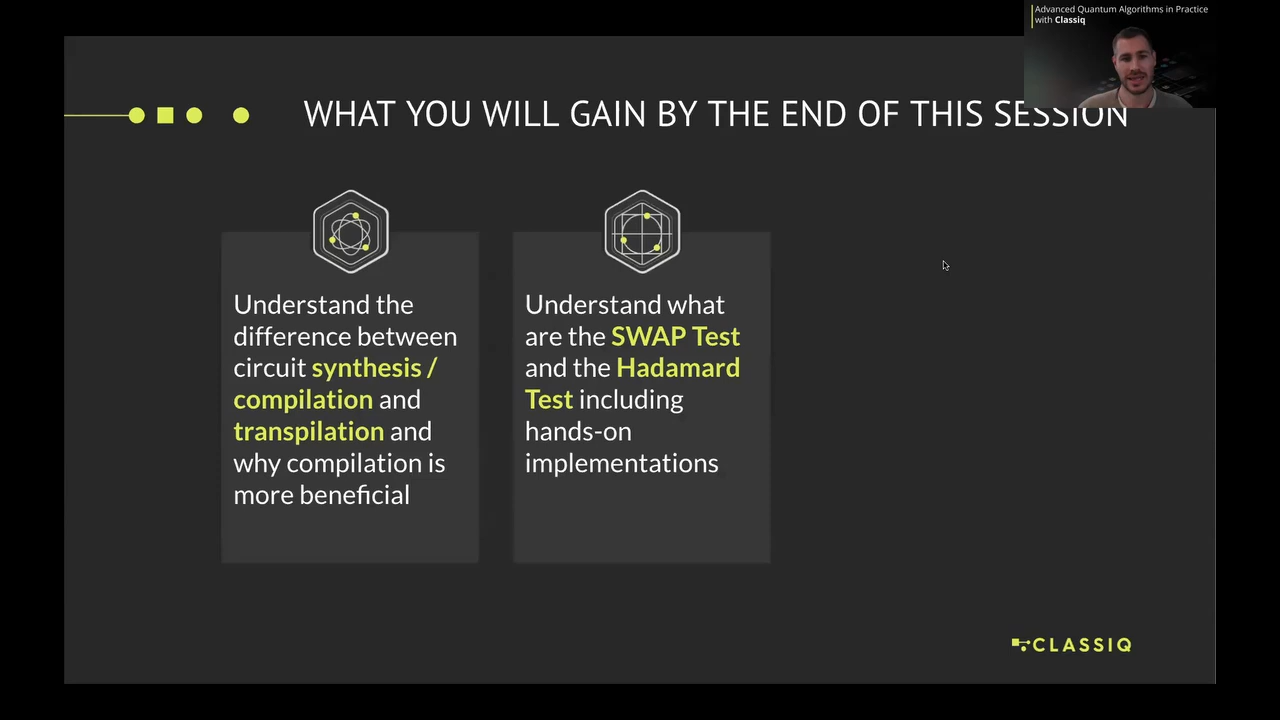 Advanced Quantum Algorithms in Practice
with Classiq
WHAT YOU WILL GAIN BY THE END OF THIS SESSION
Understand the
difference between
circuit synthesis /
compilation and
transpilation and
why compilation is
more beneficial
Understand what
are the SWAP Test
and the Hadamard
Test including
hands-on
implementations
CLASSIQ